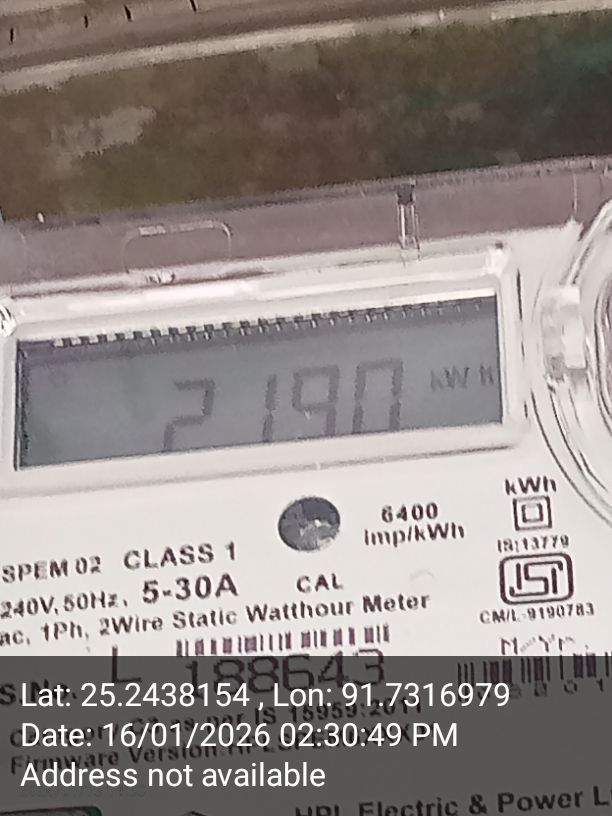 2190 kWh
kWh
6400
imp/kWh
IS:13779
SPEM 02 CLASS 1
240V, 50Hz, 5-30A
CAL
ac, 1Ph, 2Wire Static Watthour Meter
CM/L-9190783
L 188643
Lat: 25.2438154 , Lon: 91.7316979
Date: 16/01/2026 02:30:49 PM
Address not available
HPL Electric & Power L